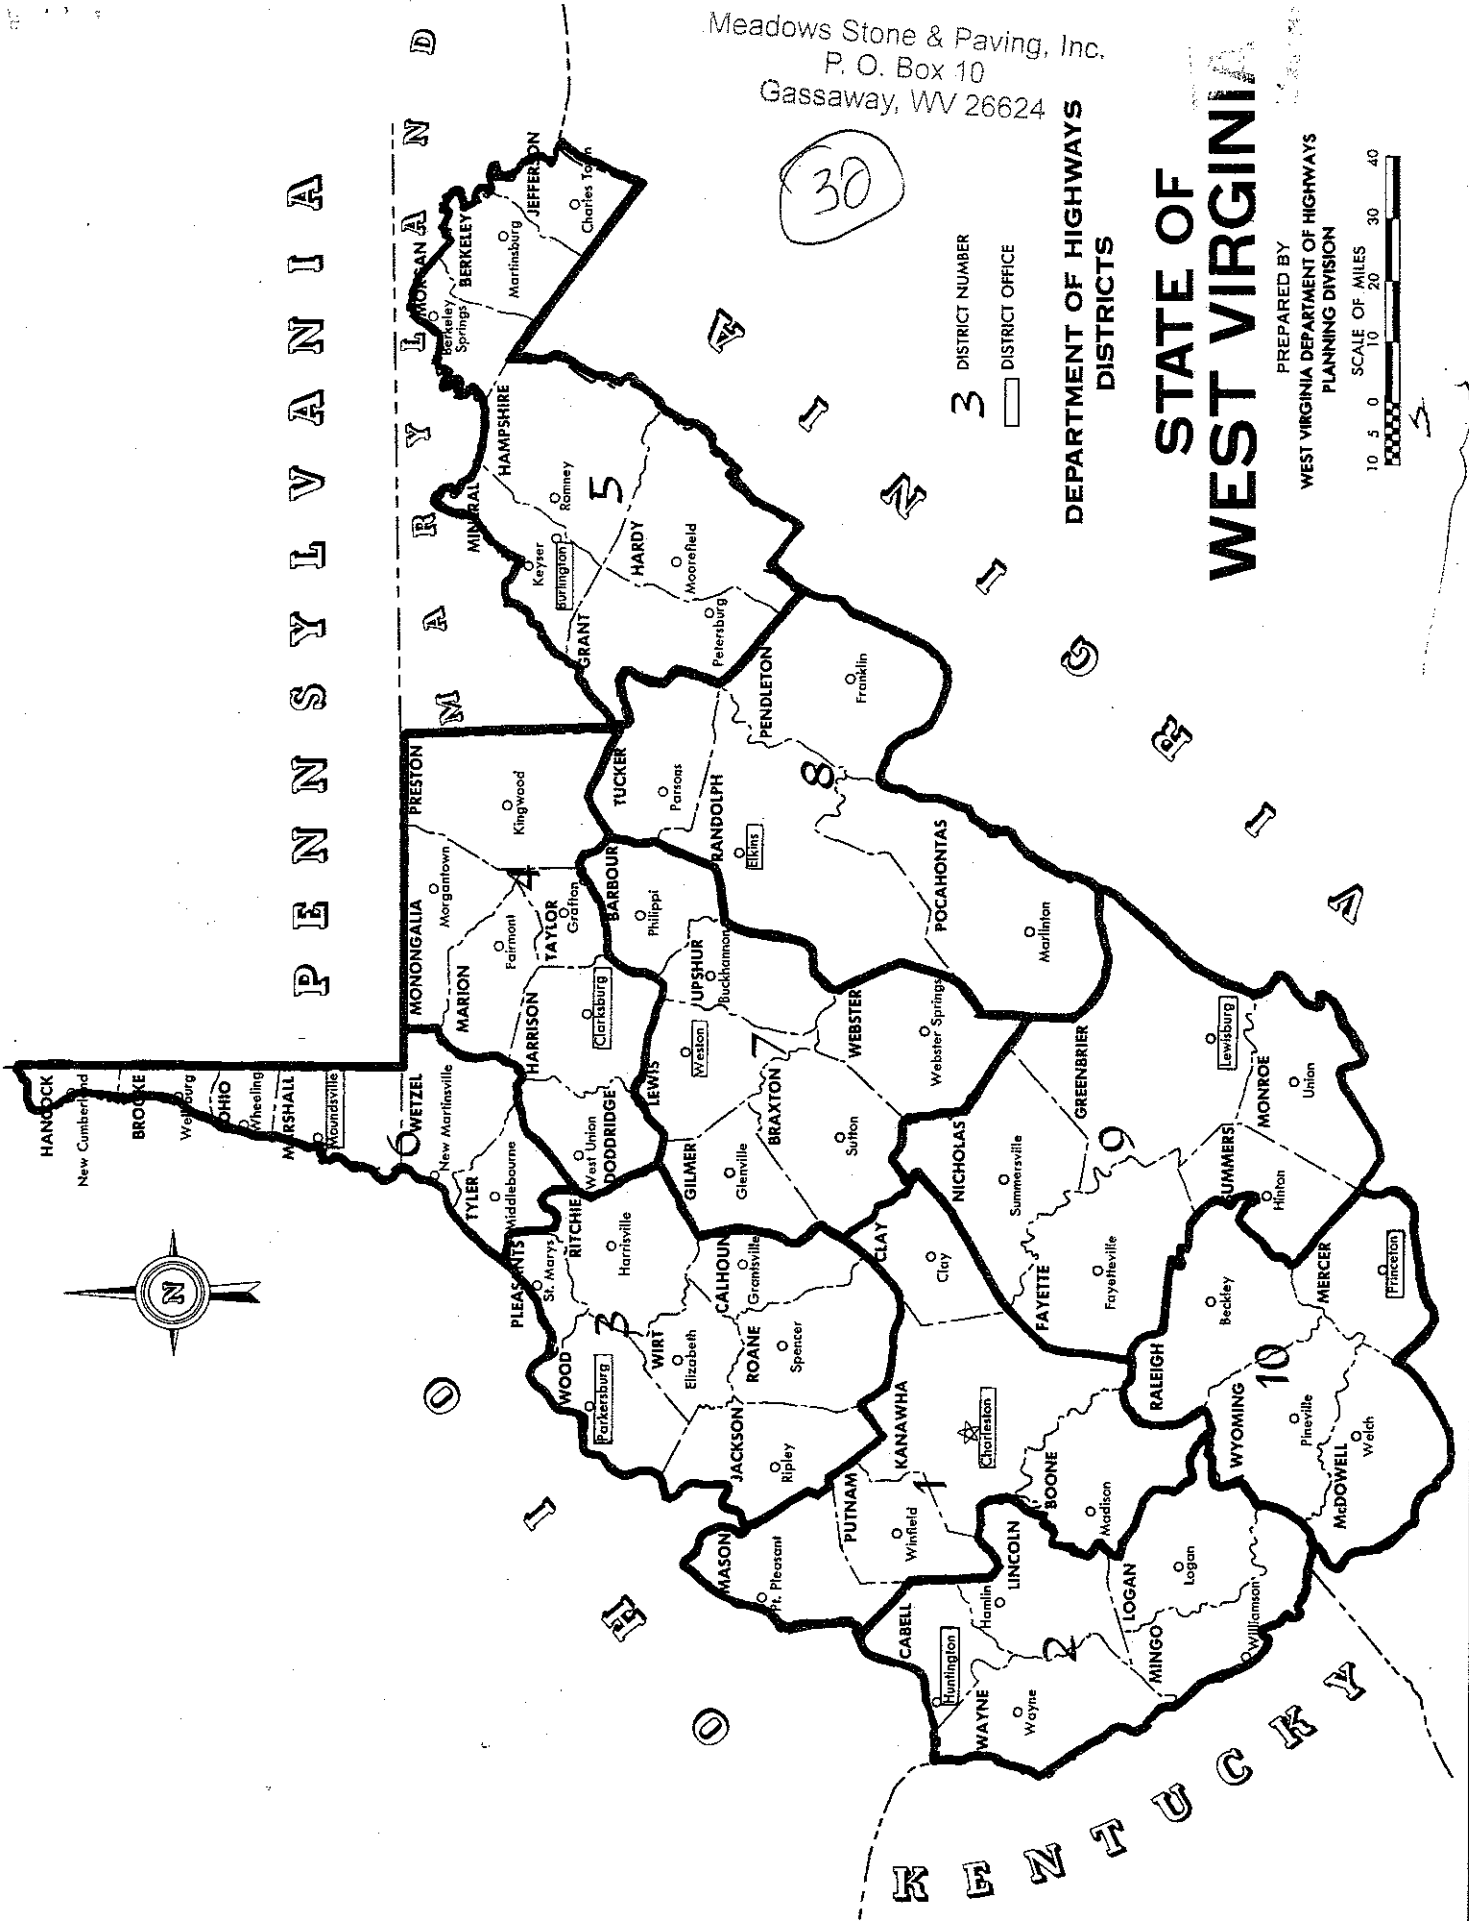 Meadows Stone & Paving, Inc.
P. O. Box 10
Gassaway, WV 26624
30
PENNSYLVANIA
MARYLAND
OHIO
KENTUCKY
VIRGINIA
N
HANCOCK
New Cumberland
BROOKE
Wellsburg
OHIO
Wheeling
MARSHALL
Moundsville
6
WETZEL
New Martinsville
TYLER
Middlebourne
MONONGALIA
Morgantown
PRESTON
Kingwood
MARION
Fairmont
4
TAYLOR
Grafton
HARRISON
Clarksburg
DODDRIDGE
West Union
PLEASANTS
St. Marys
RITCHIE
Harrisville
WOOD
Parkersburg
3
WIRT
Elizabeth
CALHOUN
Grantsville
ROANE
Spencer
JACKSON
Ripley
MASON
Pt. Pleasant
PUTNAM
Winfield
1
KANAWHA
Charleston
CLAY
Clay
BOONE
Madison
CABELL
Huntington
LINCOLN
Hamlin
WAYNE
Wayne
2
LOGAN
Logan
MINGO
Williamson
BARBOUR
Philippi
LEWIS
Weston
UPSHUR
Buckhannon
7
GILMER
Glenville
BRAXTON
Sutton
WEBSTER
Webster Springs
TUCKER
Parsons
RANDOLPH
Elkins
PENDLETON
Franklin
8
POCAHONTAS
Marlinton
MINERAL
Keyser
Burlington
HAMPSHIRE
Romney
5
GRANT
Petersburg
HARDY
Moorefield
MORGAN
Berkeley
Springs
BERKELEY
Martinsburg
JEFFERSON
Charles Town
NICHOLAS
Summersville
GREENBRIER
Lewisburg
9
FAYETTE
Fayetteville
SUMMERS
Hinton
MONROE
Union
RALEIGH
Beckley
MERCER
Princeton
10
WYOMING
Pineville
McDOWELL
Welch
3 DISTRICT NUMBER
DISTRICT OFFICE
DEPARTMENT OF HIGHWAYS
DISTRICTS
STATE OF
WEST VIRGINIA
PREPARED BY
WEST VIRGINIA DEPARTMENT OF HIGHWAYS
PLANNING DIVISION
SCALE OF MILES
10 5 0 10 20 30 40